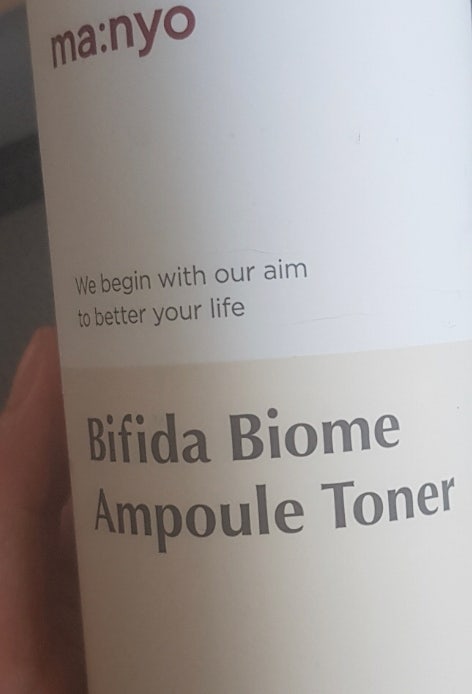 ma:nyo
We begin with our aim
to better your life
Bifida Biome
Ampoule Toner